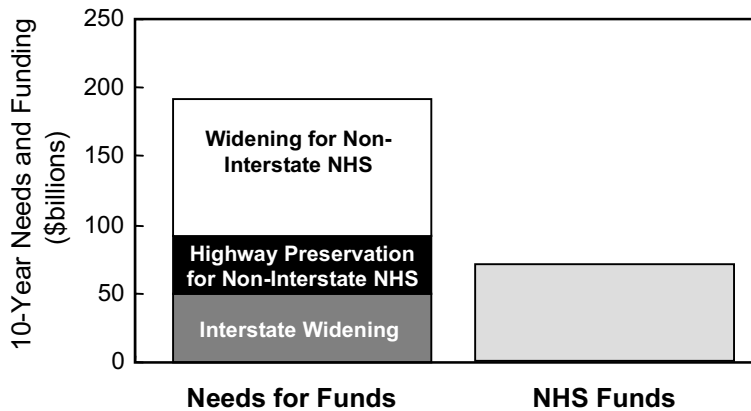 10-Year Needs and Funding
($billions)
250
200
150
100
50
0
Widening for Non-
Interstate NHS
Highway Preservation
for Non-Interstate NHS
Interstate Widening
Needs for Funds
NHS Funds